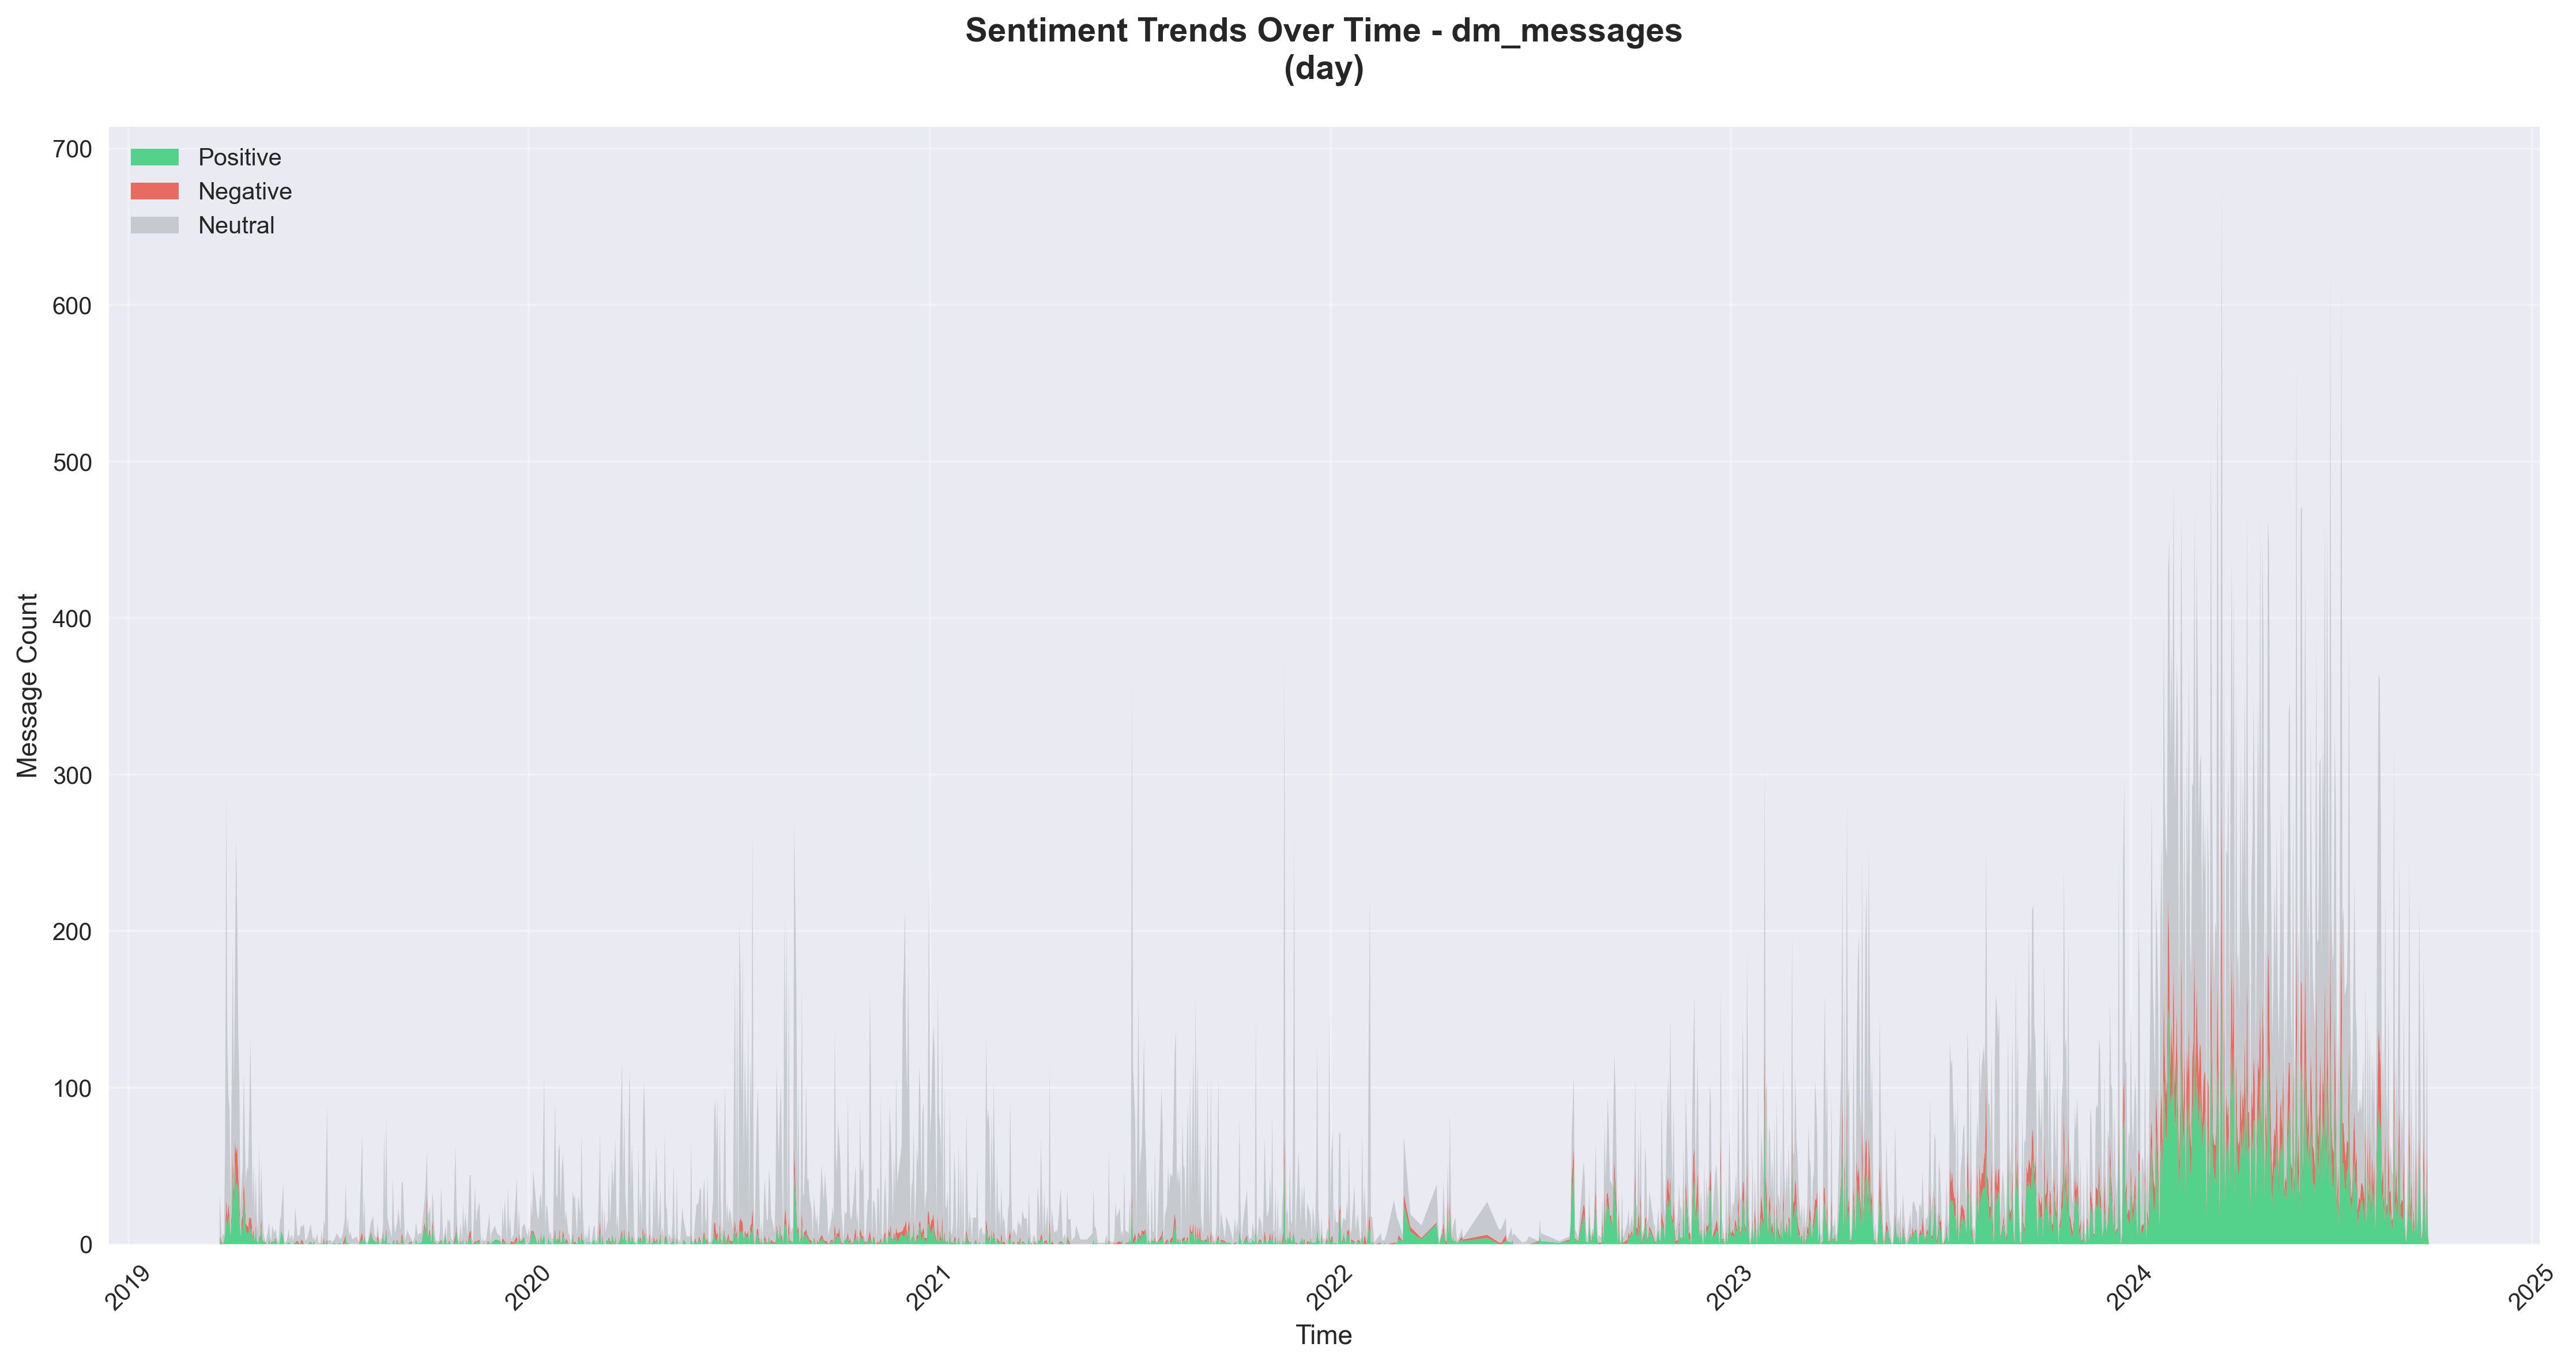 Sentiment Trends Over Time - dm_messages
(day)
Positive
Negative
Neutral
Message Count
700
600
500
400
300
200
100
0
2019
2020
2021
2022
2023
2024
2025
Time